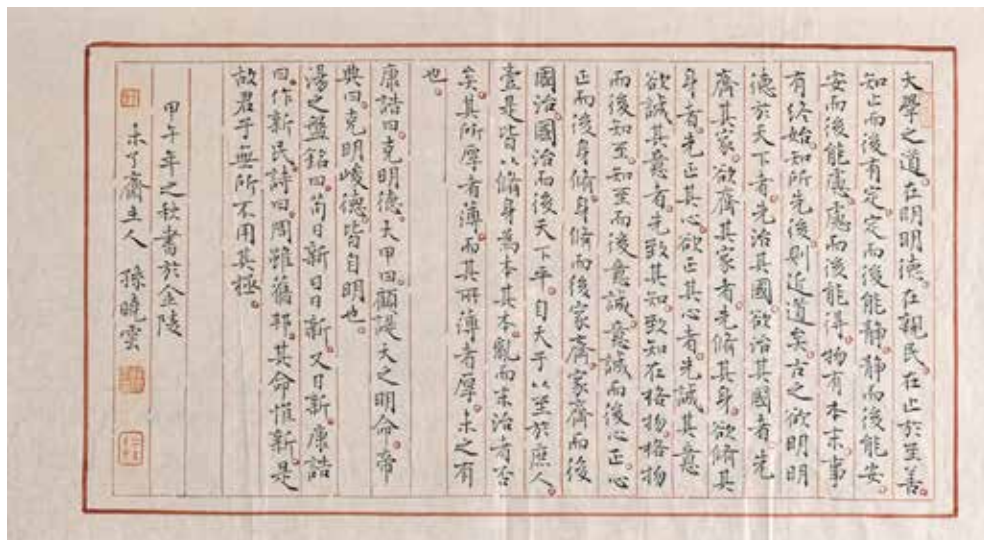 大學之道。在明明德。在親民。在止於至善。
知止而後有定。定而後能靜。靜而後能安。
安而後能慮。慮而後能得。物有本末。事
有終始。知所先後。則近道矣。古之欲明明
德於天下者。先治其國。欲治其國者。先
齊其家。欲齊其家者。先脩其身。欲脩其
身者。先正其心。欲正其心者。先誠其意
欲誠其意者。先致其知。致知在格物。格物
而後知至。知至而後意誠。意誠而後心正。心
正而後身脩。身脩而後家齊。家齊而後
國治。國治而後天下平。自天子以至於庶人。
壹是皆以脩身為本。其本亂而末治者否
矣。其所厚者薄。而其所薄者厚。未之有
也。
康誥曰。克明德。大甲曰。顧諟天之明命。帝
典曰。克明峻德。皆自明也。
湯之盤銘曰。苟日新。日日新。又日新。康誥
曰。作新民。詩曰。周雖舊邦。其命惟新。是
故君子無所不用其極。
甲午年之秋書於金陵
未了齋主人 孫曉雲